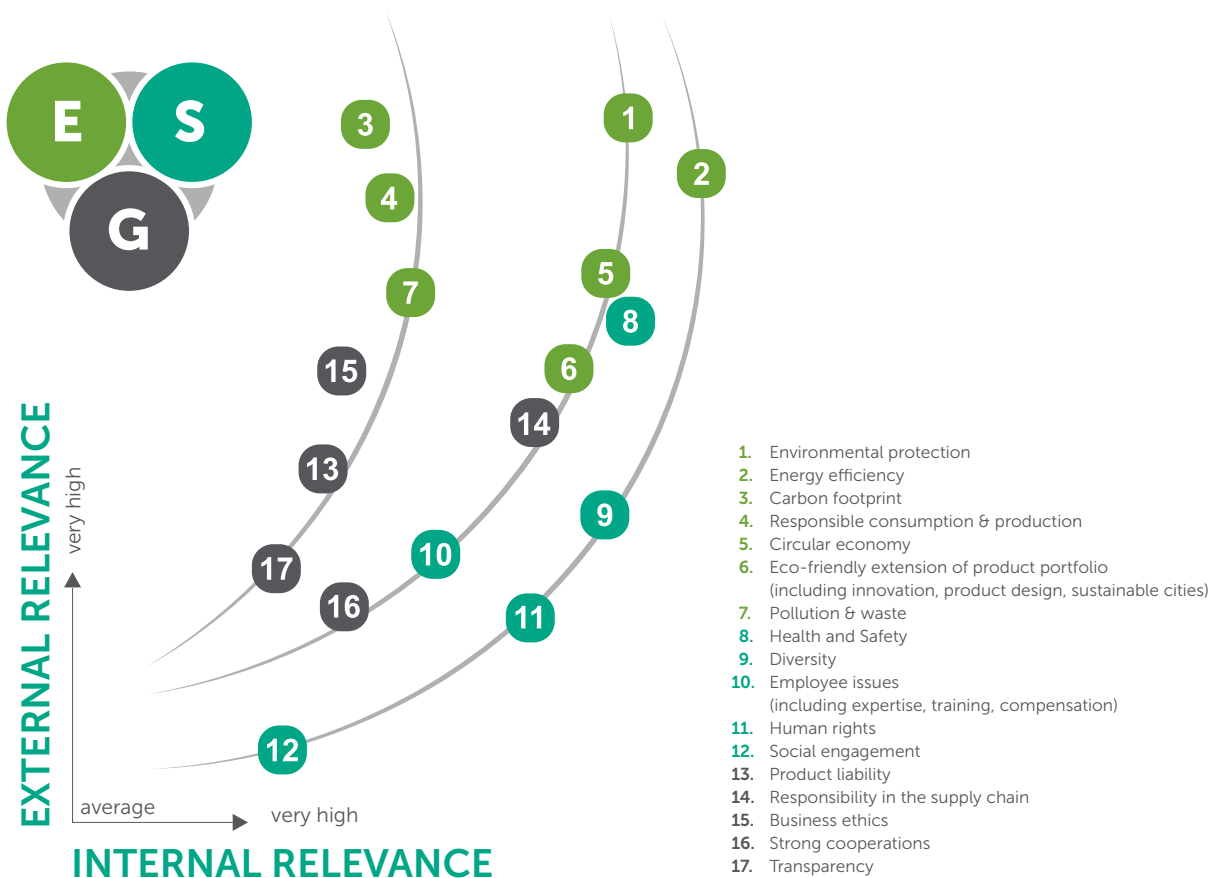 E S
G
3
1
2
4
5
7
8
15
6
14
13
9
10
17
16
11
12
EXTERNAL RELEVANCE
very high
average
very high
INTERNAL RELEVANCE
1. Environmental protection
2. Energy efficiency
3. Carbon footprint
4. Responsible consumption & production
5. Circular economy
6. Eco-friendly extension of product portfolio
(including innovation, product design, sustainable cities)
7. Pollution & waste
8. Health and Safety
9. Diversity
10. Employee issues
(including expertise, training, compensation)
11. Human rights
12. Social engagement
13. Product liability
14. Responsibility in the supply chain
15. Business ethics
16. Strong cooperations
17. Transparency